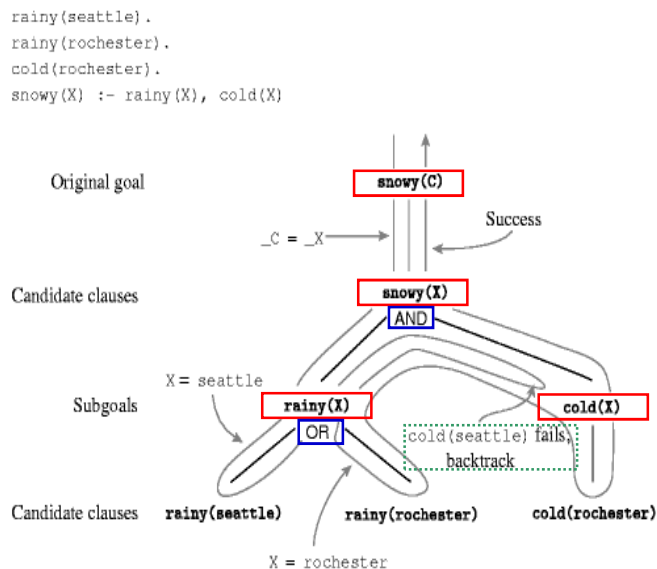 rainy(seattle).
rainy(rochester).
cold(rochester).
snowy(X) :- rainy(X), cold(X)
Original goal
snowy(C)
_C = _X
Success
Candidate clauses
snowy(X)
AND
X = seattle
Subgoals
rainy(X)
cold(X)
OR
cold(seattle) fails,
backtrack
Candidate clauses
rainy(seattle)
rainy(rochester)
cold(rochester)
X = rochester